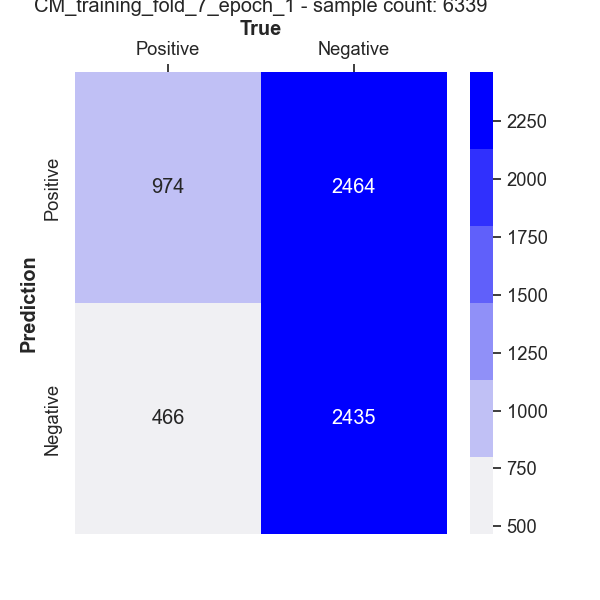 CM_training_fold_7_epoch_1 - sample count: 6339
True
Positive Negative
Positive
974 2464
Prediction
Negative
466 2435
2250
2000
1750
1500
1250
1000
750
500